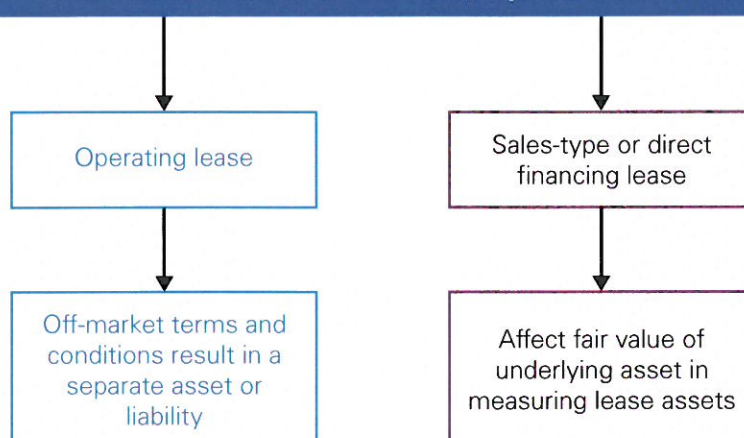 Operating lease
Sales-type or direct
financing lease
Off-market terms and
conditions result in a
separate asset or
liability
Affect fair value of
underlying asset in
measuring lease assets